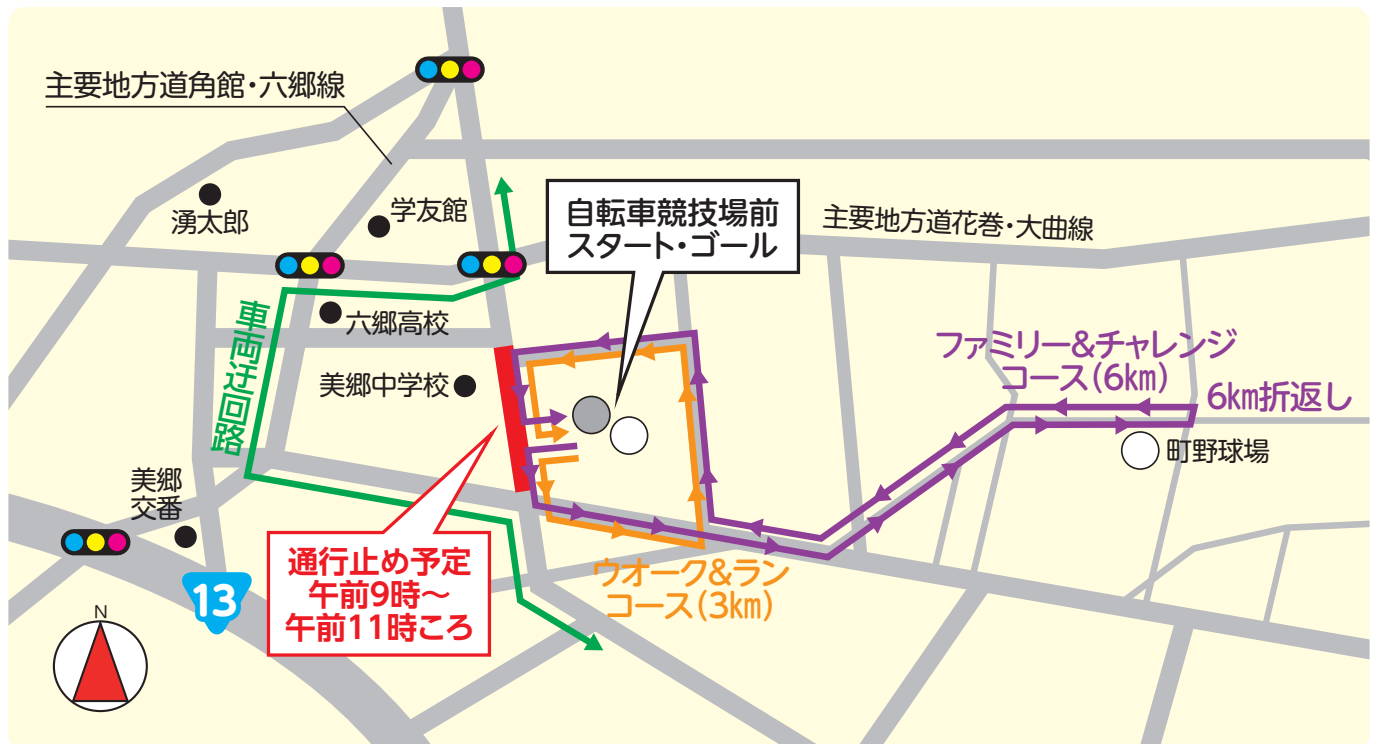 主要地方道角館・六郷線
湧太郎
学友館
自転車競技場前
スタート・ゴール
主要地方道花巻・大曲線
車両迂回路
六郷高校
美郷中学校
ファミリー&チャレンジ
コース(6km)
6km折返し
町野球場
美郷
交番
13
通行止め予定
午前9時～
午前11時ころ
ウオーク&ラン
コース(3km)
N